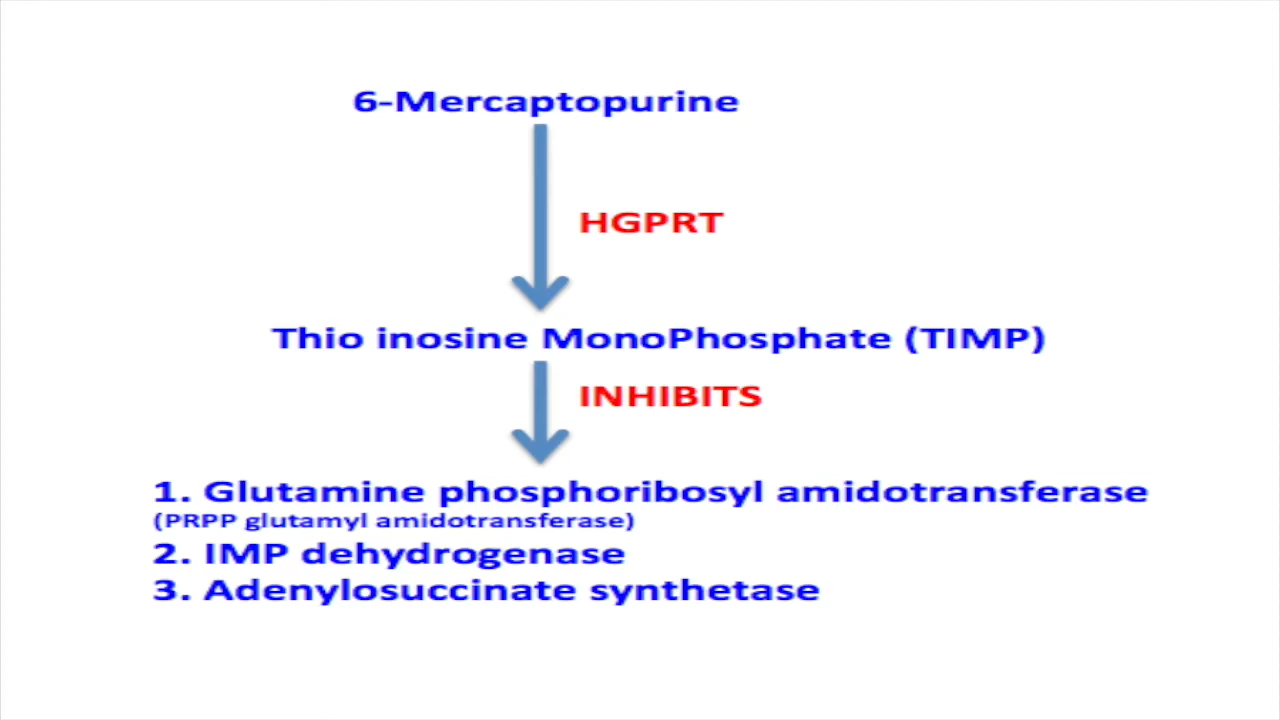 6-Mercaptopurine
HGPRT
Thio inosine MonoPhosphate (TIMP)
INHIBITS
1. Glutamine phosphoribosyl amidotransferase
(PRPP glutamyl amidotransferase)
2. IMP dehydrogenase
3. Adenylosuccinate synthetase